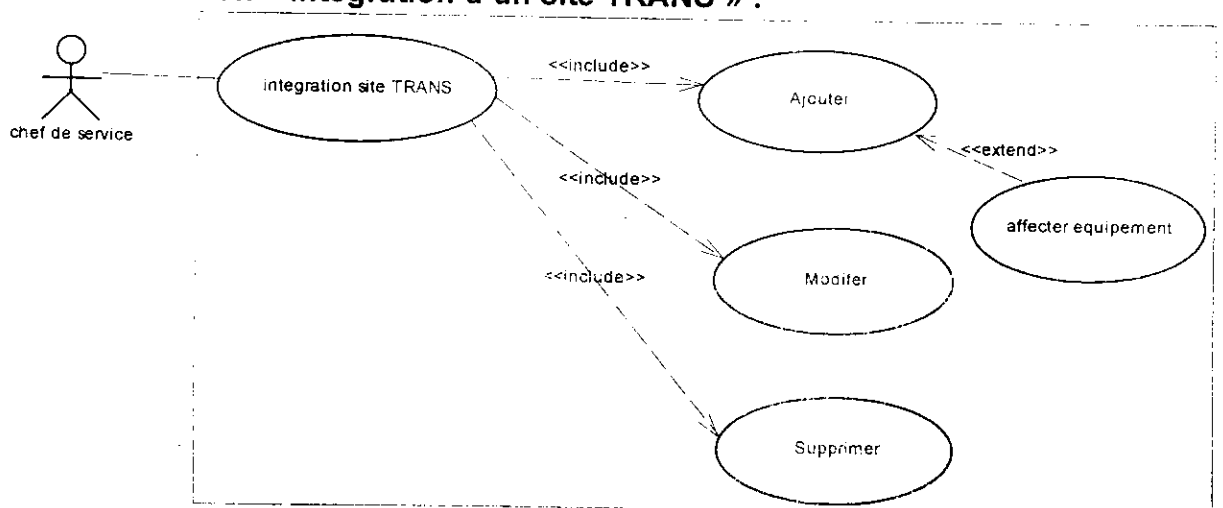 intégration d'un site TRANS » :
integration site TRANS
<<include>>
Ajouter
chef de service
<<extend>>
<<include>>
affecter equipement
<<include>>
Modifer
Supprimer